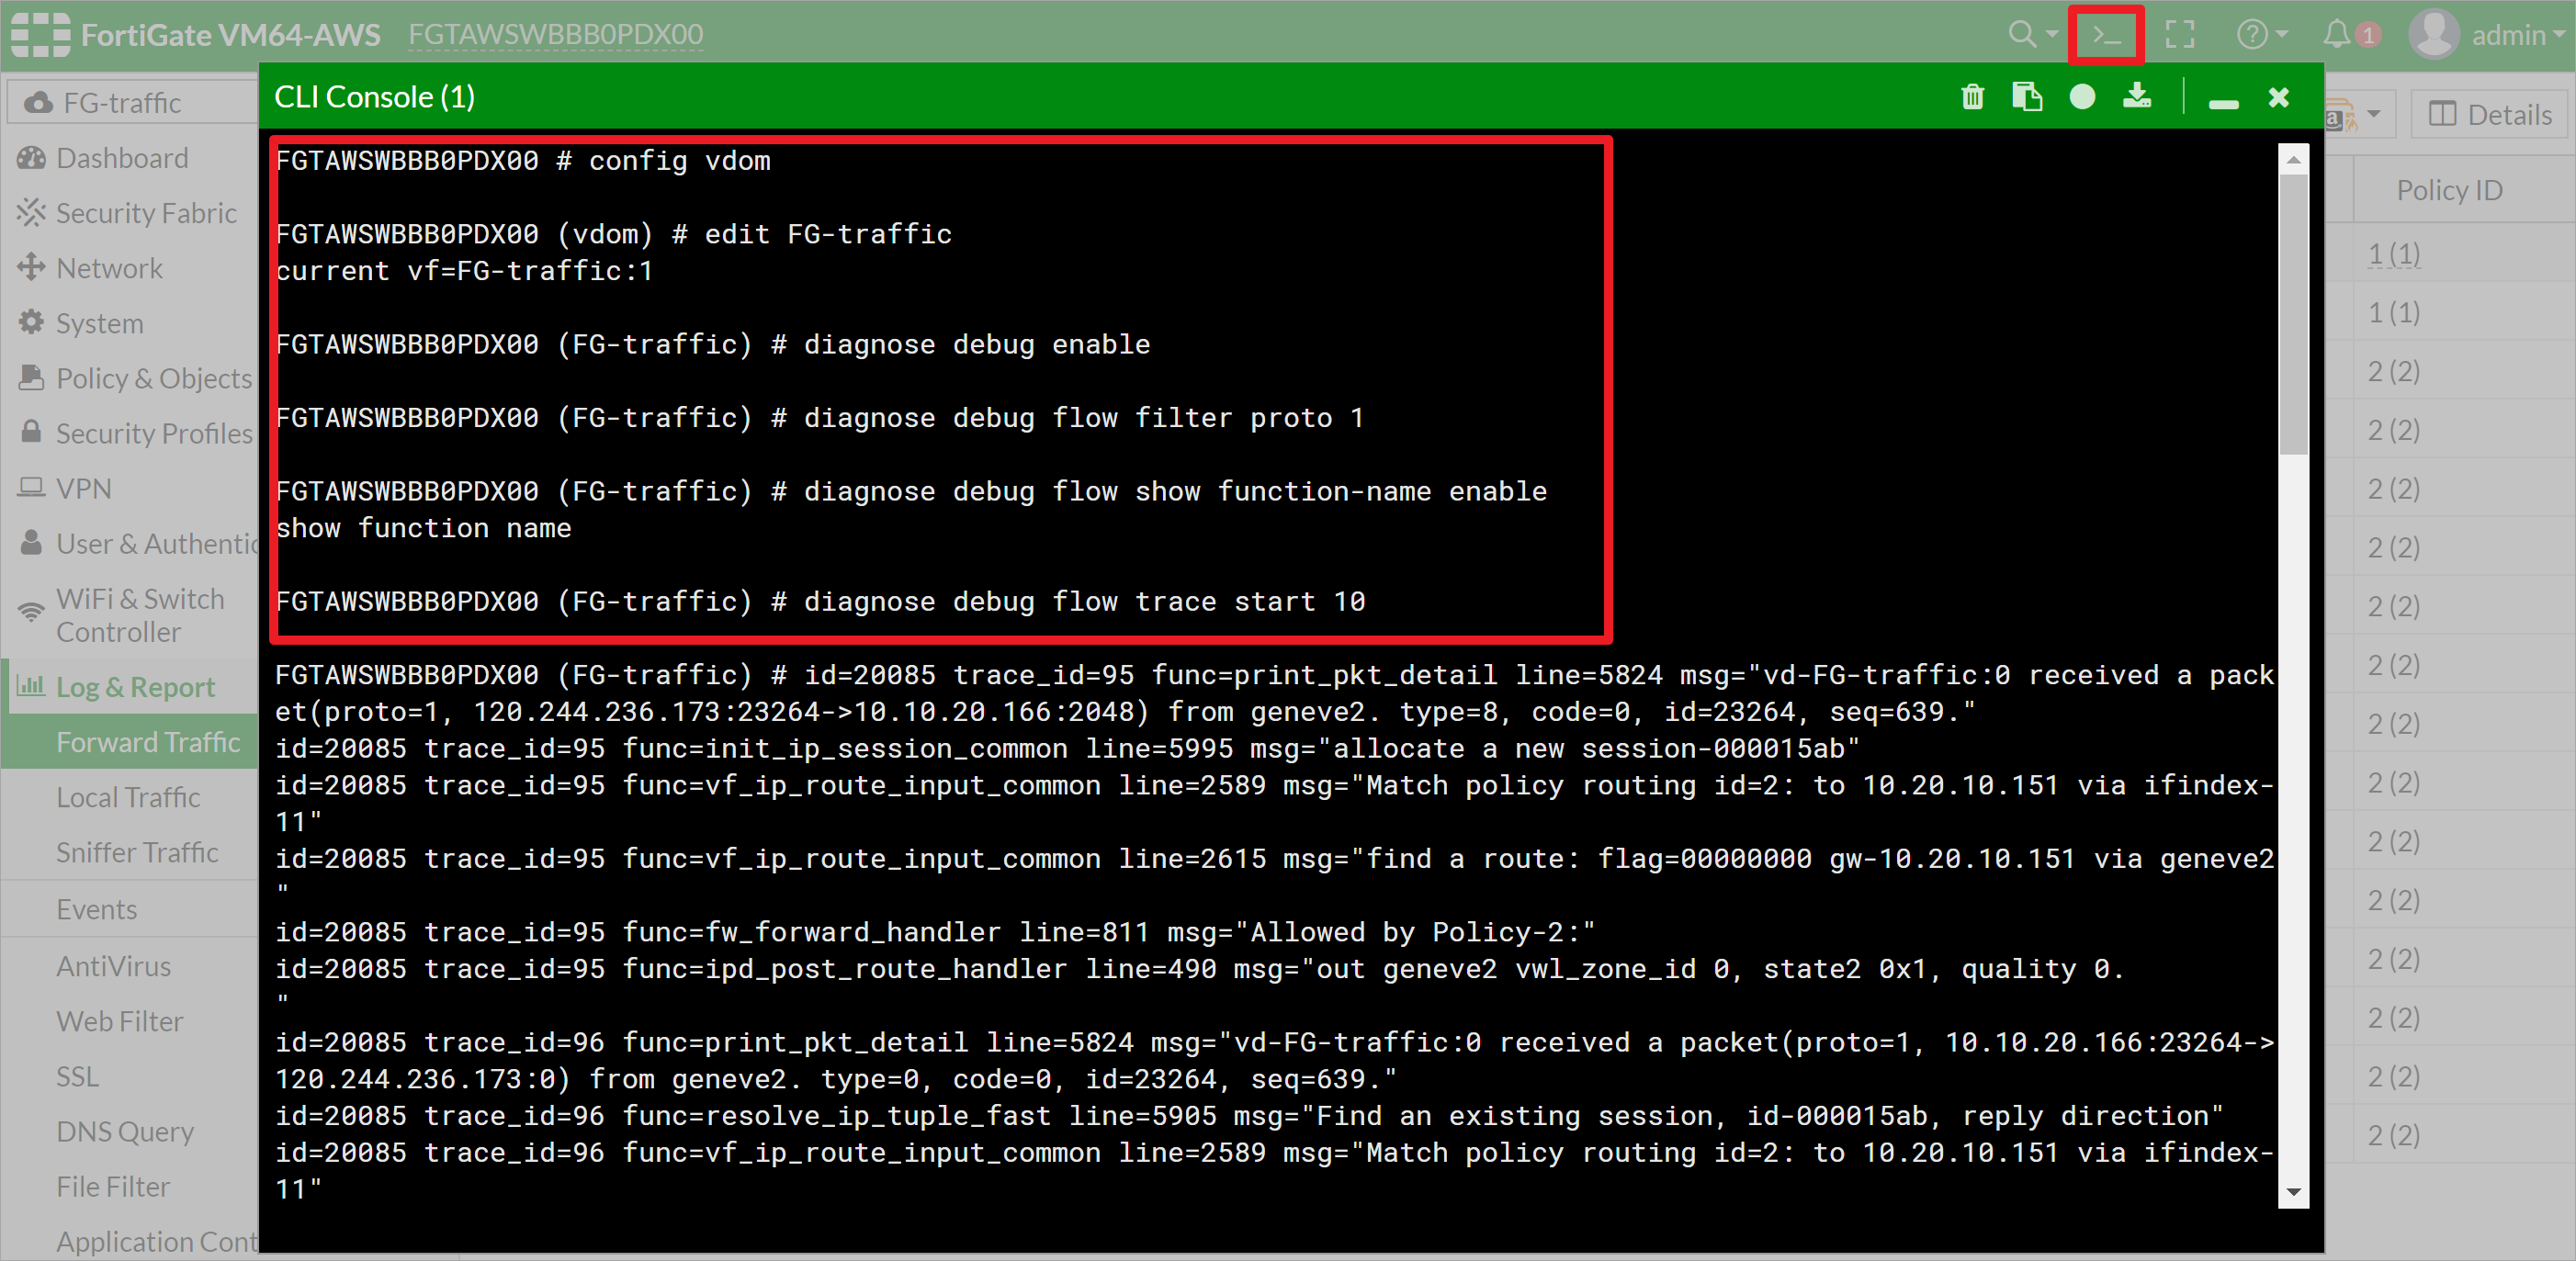 FortiGate VM64-AWS FGTAWSWBBB0PDX00
>_ ? 1 admin
FG-traffic
Dashboard
Security Fabric
Network
System
Policy & Objects
Security Profiles
VPN
User & Authentic
WiFi & Switch
Controller
Log & Report
Forward Traffic
Local Traffic
Sniffer Traffic
Events
AntiVirus
Web Filter
SSL
DNS Query
File Filter
Application Cont
CLI Console (1)
FGTAWSWBBB0PDX00 # config vdom
FGTAWSWBBB0PDX00 (vdom) # edit FG-traffic
current vf=FG-traffic:1
FGTAWSWBBB0PDX00 (FG-traffic) # diagnose debug enable
FGTAWSWBBB0PDX00 (FG-traffic) # diagnose debug flow filter proto 1
FGTAWSWBBB0PDX00 (FG-traffic) # diagnose debug flow show function-name enable
show function name
FGTAWSWBBB0PDX00 (FG-traffic) # diagnose debug flow trace start 10
FGTAWSWBBB0PDX00 (FG-traffic) # id=20085 trace_id=95 func=print_pkt_detail line=5824 msg="vd-FG-traffic:0 received a pack
et(proto=1, 120.244.236.173:23264->10.10.20.166:2048) from geneve2. type=8, code=0, id=23264, seq=639."
id=20085 trace_id=95 func=init_ip_session_common line=5995 msg="allocate a new session-000015ab"
id=20085 trace_id=95 func=vf_ip_route_input_common line=2589 msg="Match policy routing id=2: to 10.20.10.151 via ifindex-
11"
id=20085 trace_id=95 func=vf_ip_route_input_common line=2615 msg="find a route: flag=00000000 gw-10.20.10.151 via geneve2
"
id=20085 trace_id=95 func=fw_forward_handler line=811 msg="Allowed by Policy-2:"
id=20085 trace_id=95 func=ipd_post_route_handler line=490 msg="out geneve2 vwl_zone_id 0, state2 0x1, quality 0.
"
id=20085 trace_id=96 func=print_pkt_detail line=5824 msg="vd-FG-traffic:0 received a packet(proto=1, 10.10.20.166:23264->
120.244.236.173:0) from geneve2. type=0, code=0, id=23264, seq=639."
id=20085 trace_id=96 func=resolve_ip_tuple_fast line=5905 msg="Find an existing session, id-000015ab, reply direction"
id=20085 trace_id=96 func=vf_ip_route_input_common line=2589 msg="Match policy routing id=2: to 10.20.10.151 via ifindex-
11"
a Details
Policy ID
1 (1)
1 (1)
2 (2)
2 (2)
2 (2)
2 (2)
2 (2)
2 (2)
2 (2)
2 (2)
2 (2)
2 (2)
2 (2)
2 (2)
2 (2)
2 (2)